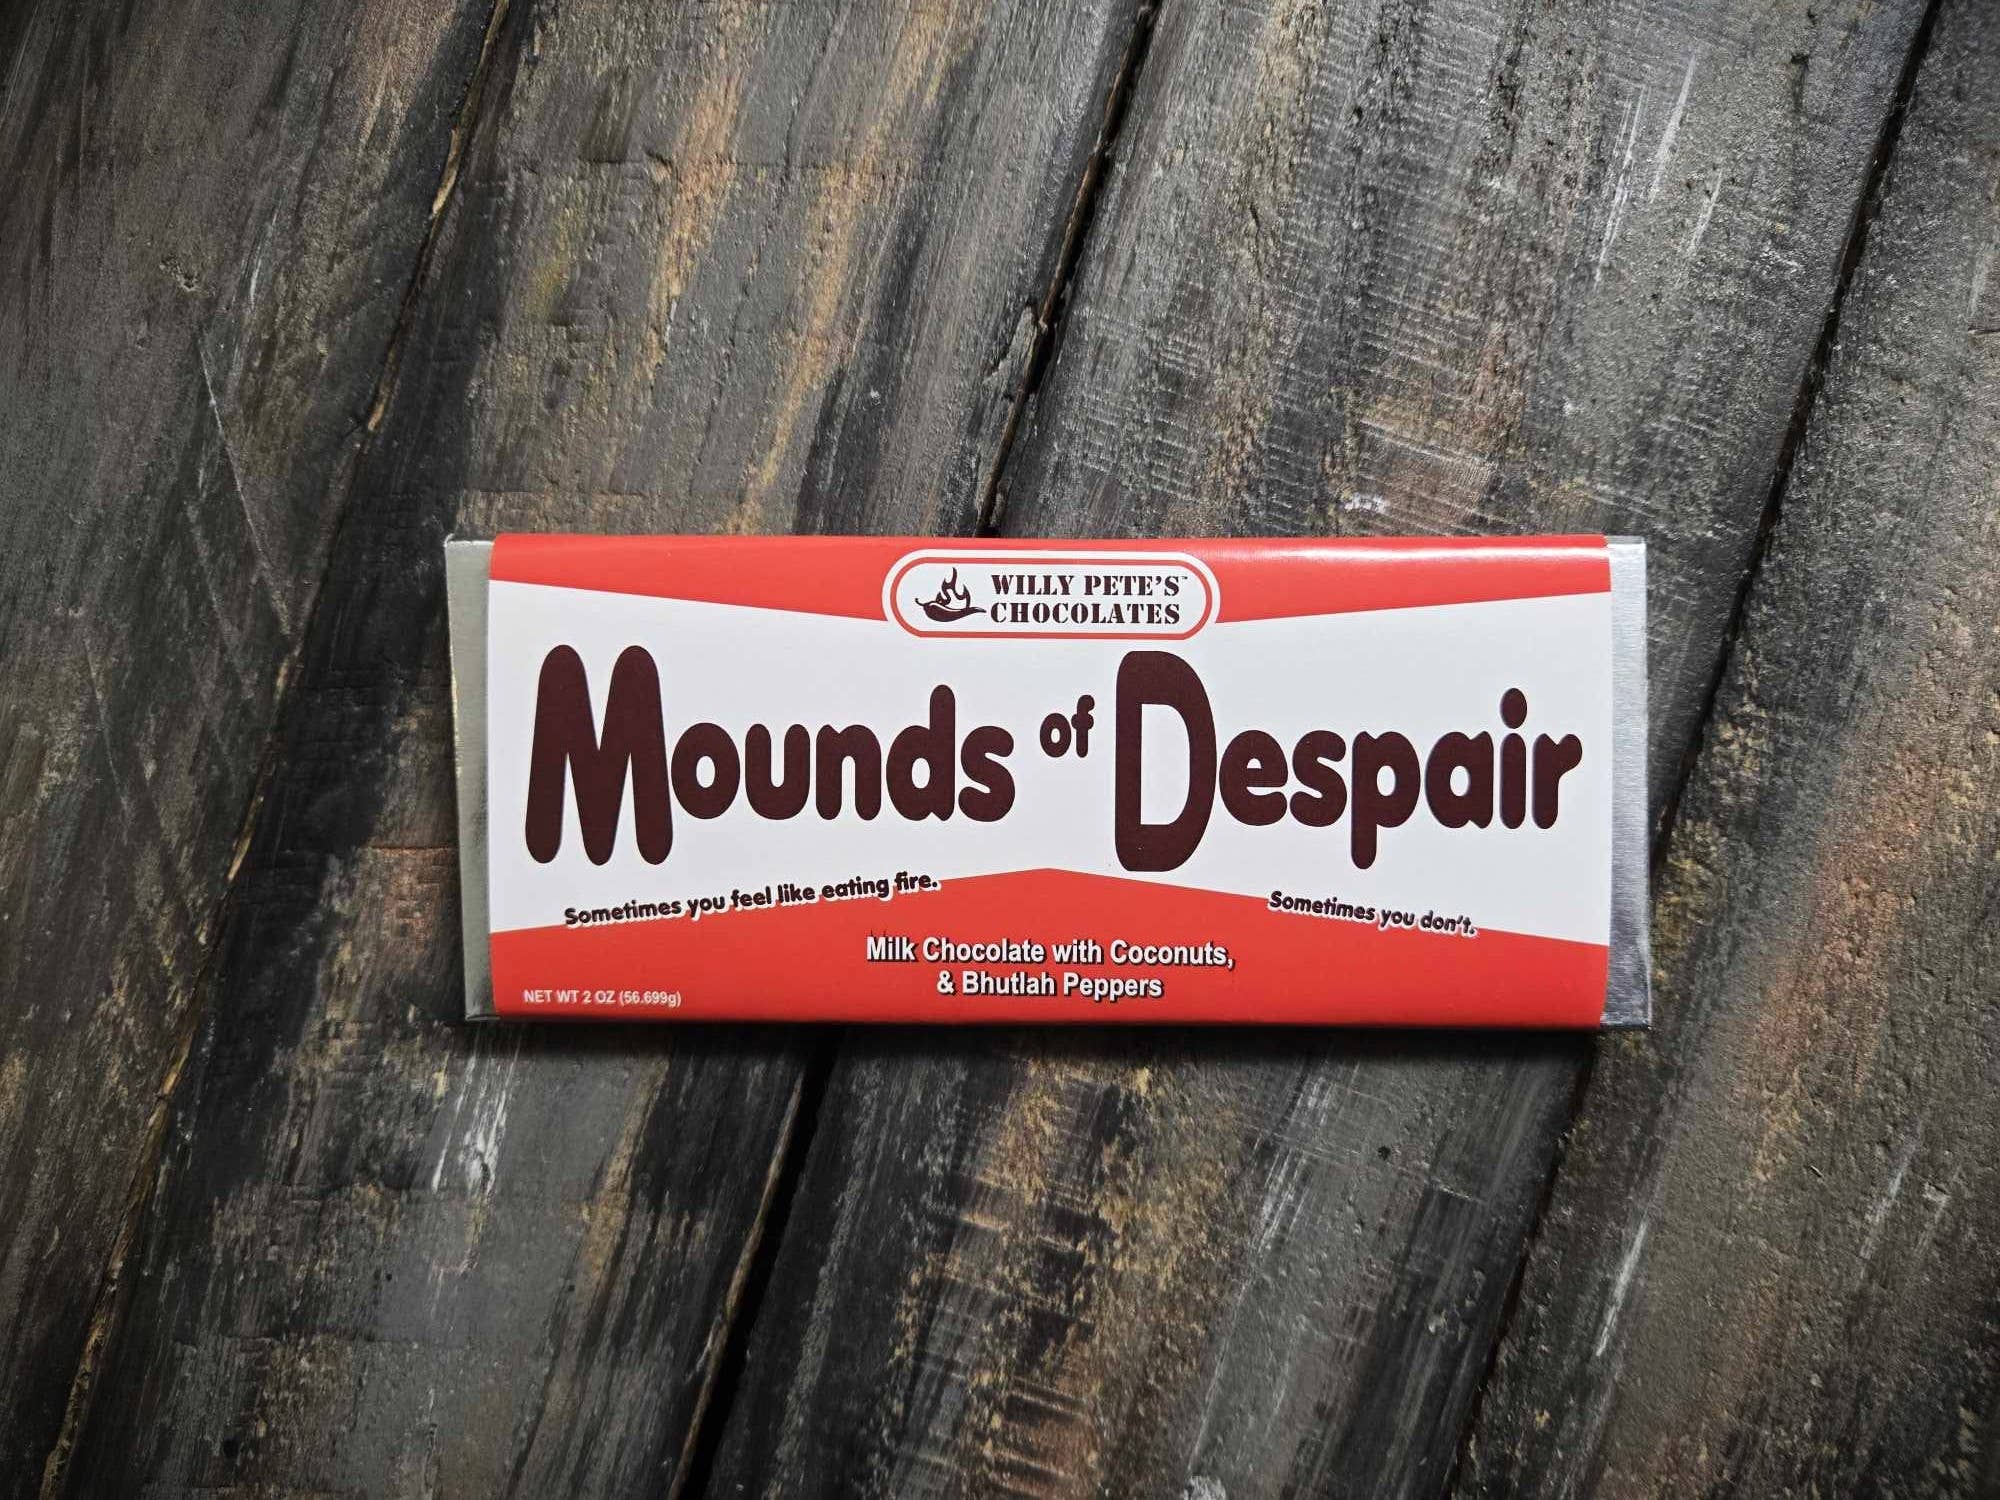 WILLY PETE'S™
CHOCOLATES
Mounds of Despair
Sometimes you feel like eating fire.
Sometimes you don't.
Milk Chocolate with Coconuts,
& Bhutlah Peppers
NET WT 2 OZ (56.699g)